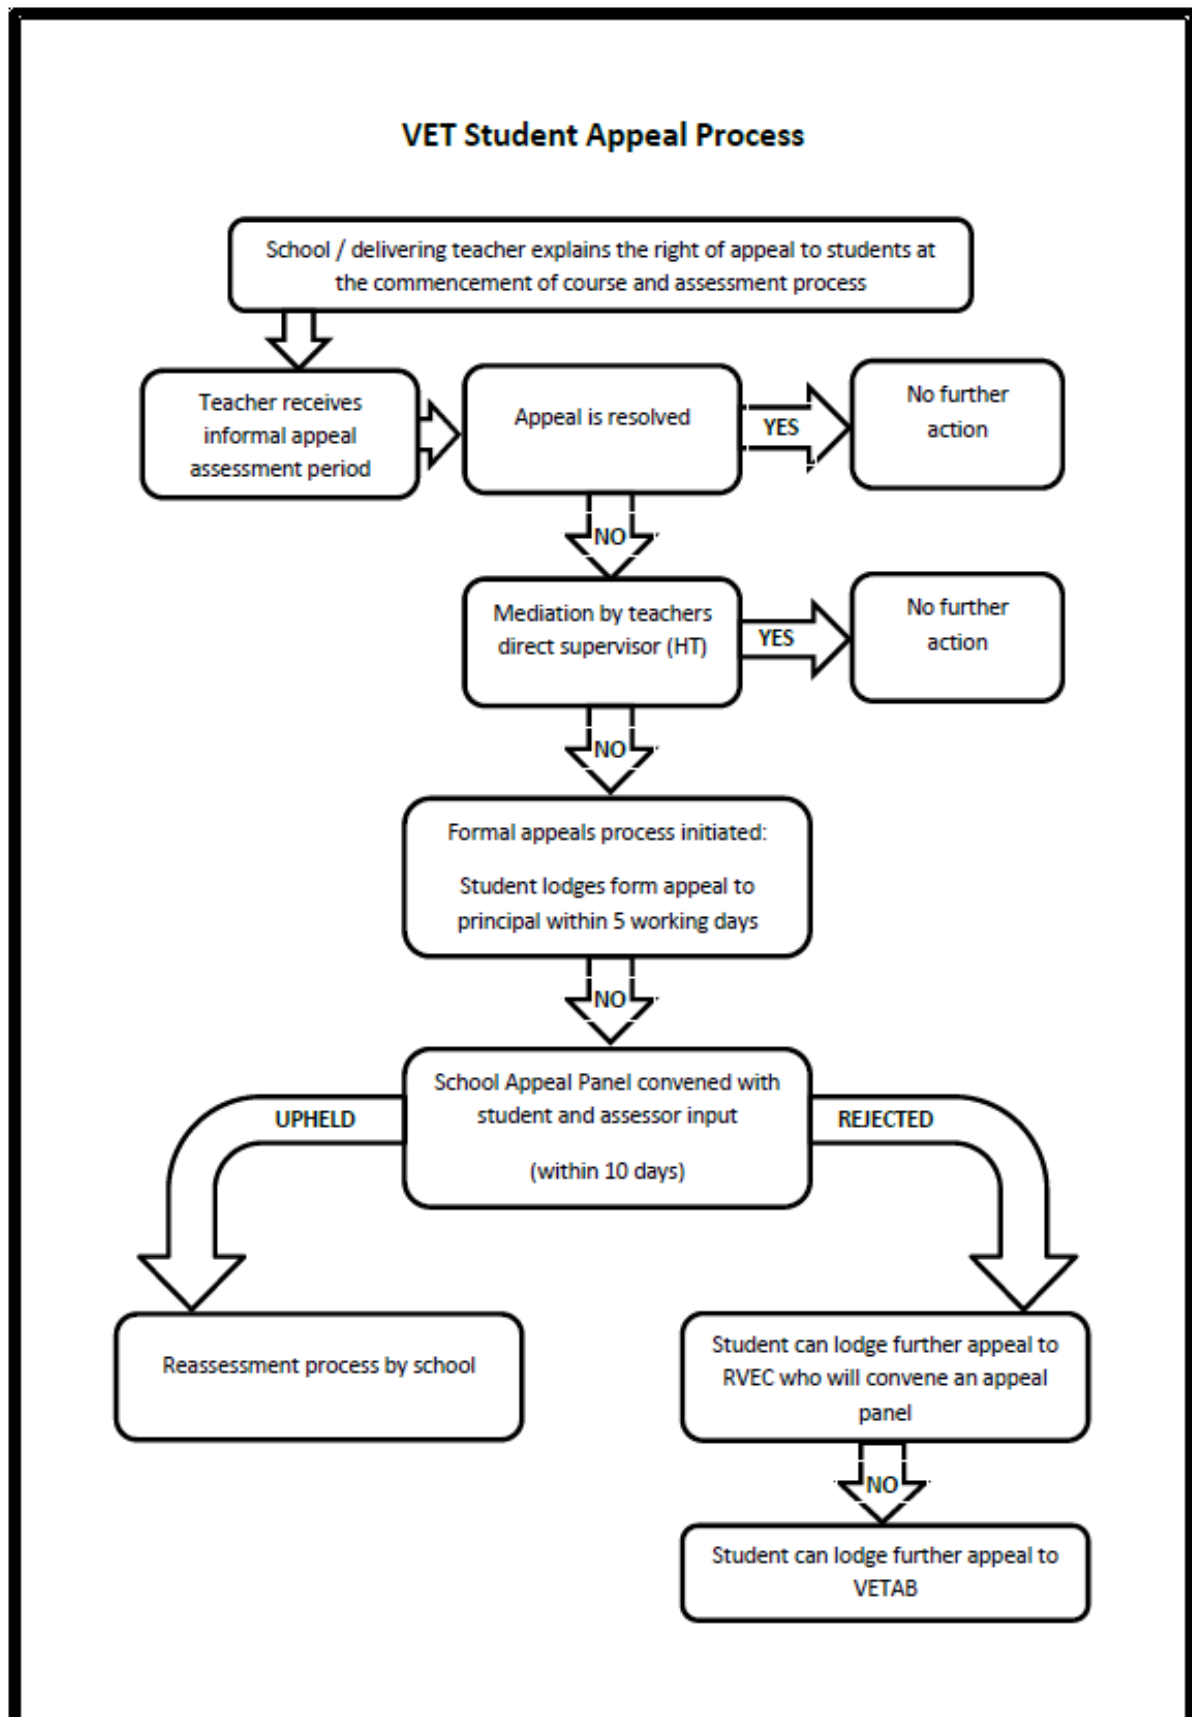 VET Student Appeal Process
School / delivering teacher explains the right of appeal to students at
the commencement of course and assessment process
Teacher receives
informal appeal
assessment period
Appeal is resolved
YES
No further
action
NO
Mediation by teachers
direct supervisor (HT)
YES
No further
action
NO
Formal appeals process initiated:
Student lodges form appeal to
principal within 5 working days
NO
School Appeal Panel convened with
student and assessor input
(within 10 days)
UPHELD
REJECTED
Reassessment process by school
Student can lodge further appeal to
RVEC who will convene an appeal
panel
NO
Student can lodge further appeal to
VETAB